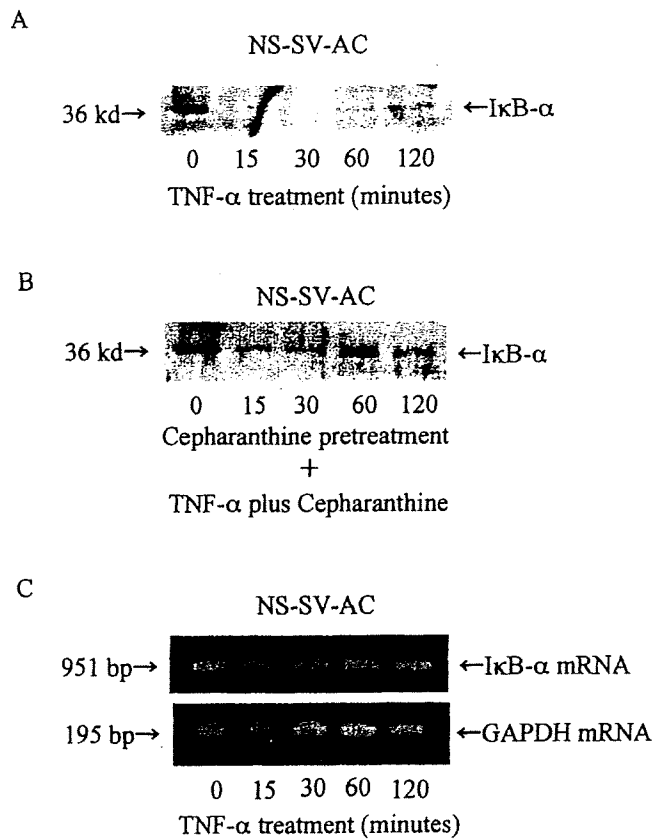 A
NS-SV-AC
36 kd→ ←IκB-α
0 15 30 60 120
TNF-α treatment (minutes)
B
NS-SV-AC
36 kd→ ←IκB-α
0 15 30 60 120
Cepharanthine pretreatment
+
TNF-α plus Cepharanthine
C
NS-SV-AC
951 bp→ ←IκB-α mRNA
195 bp→ ←GAPDH mRNA
0 15 30 60 120
TNF-α treatment (minutes)